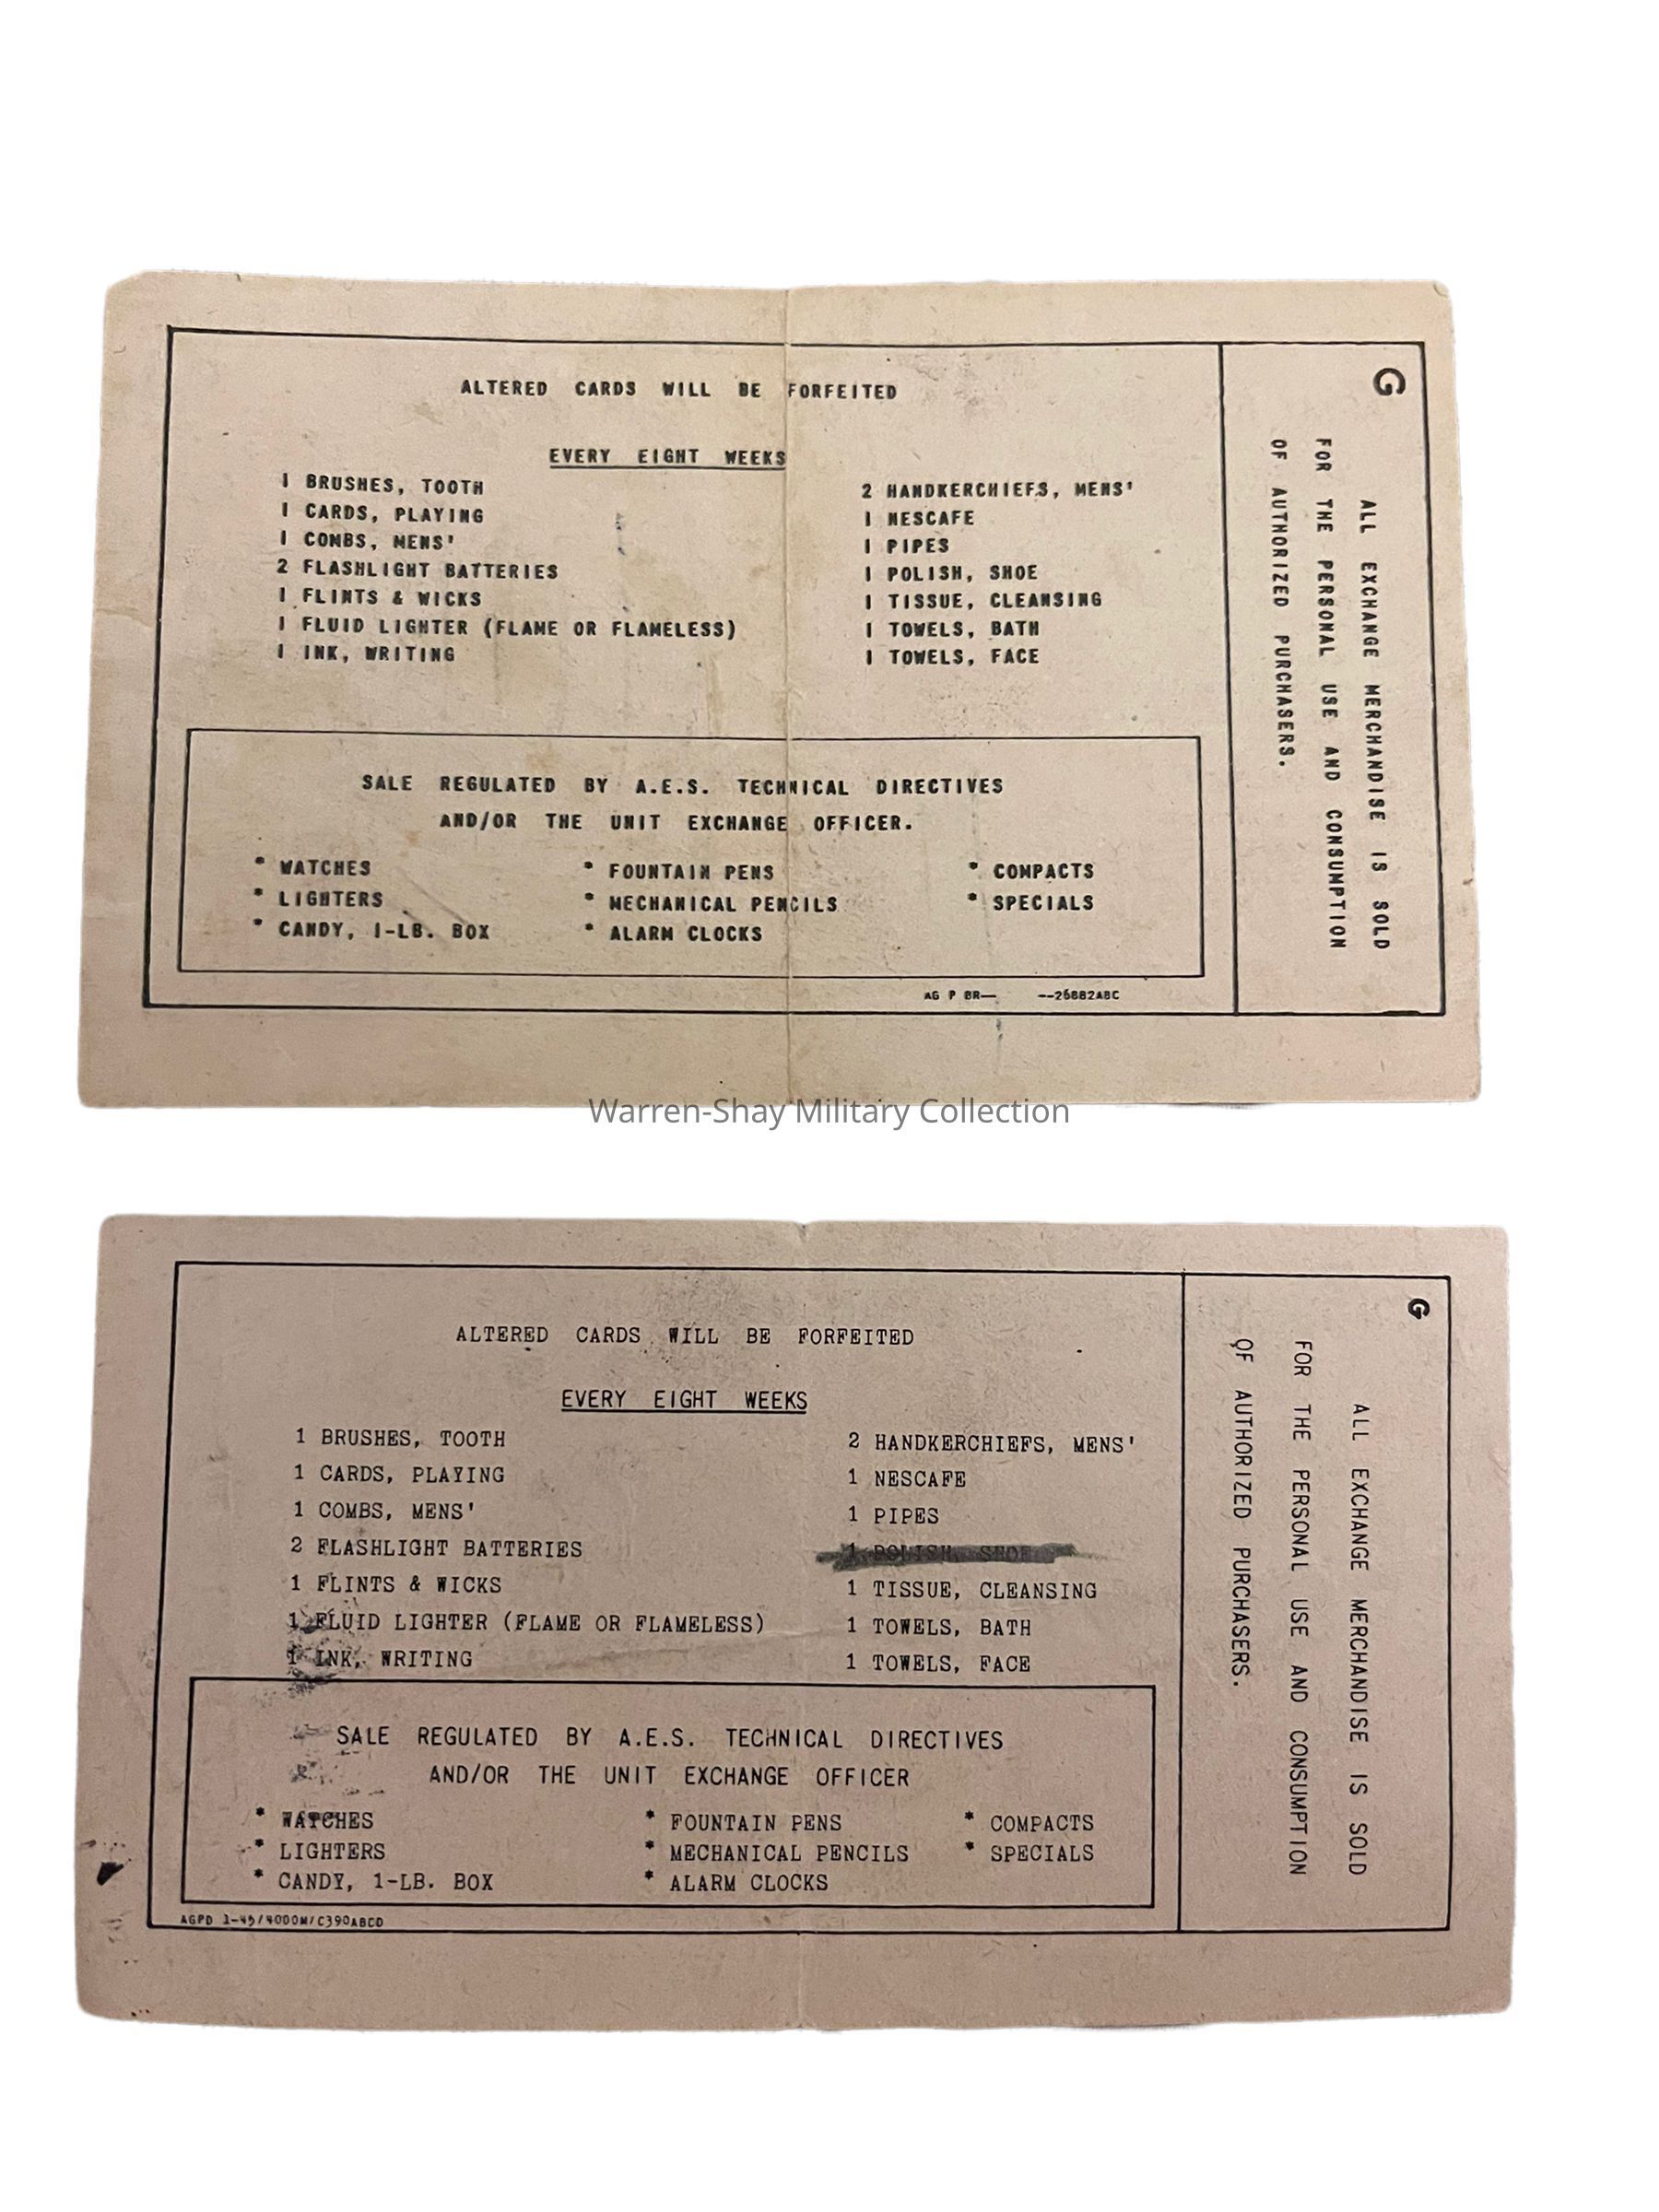 ALTERED CARDS WILL BE FORFEITED
EVERY EIGHT WEEKS
1 BRUSHES, TOOTH
1 CARDS, PLAYING
1 COMBS, MENS'
2 FLASHLIGHT BATTERIES
1 FLINTS & WICKS
1 FLUID LIGHTER (FLAME OR FLAMELESS)
1 INK, WRITING
2 HANDKERCHIEFS, MENS'
1 NESCAFE
1 PIPES
1 POLISH, SHOE
1 TISSUE, CLEANSING
1 TOWELS, BATH
1 TOWELS, FACE
SALE REGULATED BY A.E.S. TECHNICAL DIRECTIVES
AND/OR THE UNIT EXCHANGE OFFICER.
* WATCHES
* LIGHTERS
* CANDY, 1-LB. BOX
* FOUNTAIN PENS
* MECHANICAL PENCILS
* ALARM CLOCKS
* COMPACTS
* SPECIALS
AG P BR— --26882ABC
G
ALL EXCHANGE MERCHANDISE IS SOLD
FOR THE PERSONAL USE AND CONSUMPTION
OF AUTHORIZED PURCHASERS.
Warren-Shay Military Collection
ALTERED CARDS WILL BE FORFEITED
EVERY EIGHT WEEKS
1 BRUSHES, TOOTH
1 CARDS, PLAYING
1 COMBS, MENS'
2 FLASHLIGHT BATTERIES
1 FLINTS & WICKS
1 FLUID LIGHTER (FLAME OR FLAMELESS)
1 INK, WRITING
2 HANDKERCHIEFS, MENS'
1 NESCAFE
1 PIPES
1 POLISH, SHOE
1 TISSUE, CLEANSING
1 TOWELS, BATH
1 TOWELS, FACE
SALE REGULATED BY A.E.S. TECHNICAL DIRECTIVES
AND/OR THE UNIT EXCHANGE OFFICER
* WATCHES
* LIGHTERS
* CANDY, 1-LB. BOX
* FOUNTAIN PENS
* MECHANICAL PENCILS
* ALARM CLOCKS
* COMPACTS
* SPECIALS
AGPD 1-45/4000M/C390ABCD
G
ALL EXCHANGE MERCHANDISE IS SOLD
FOR THE PERSONAL USE AND CONSUMPTION
OF AUTHORIZED PURCHASERS.